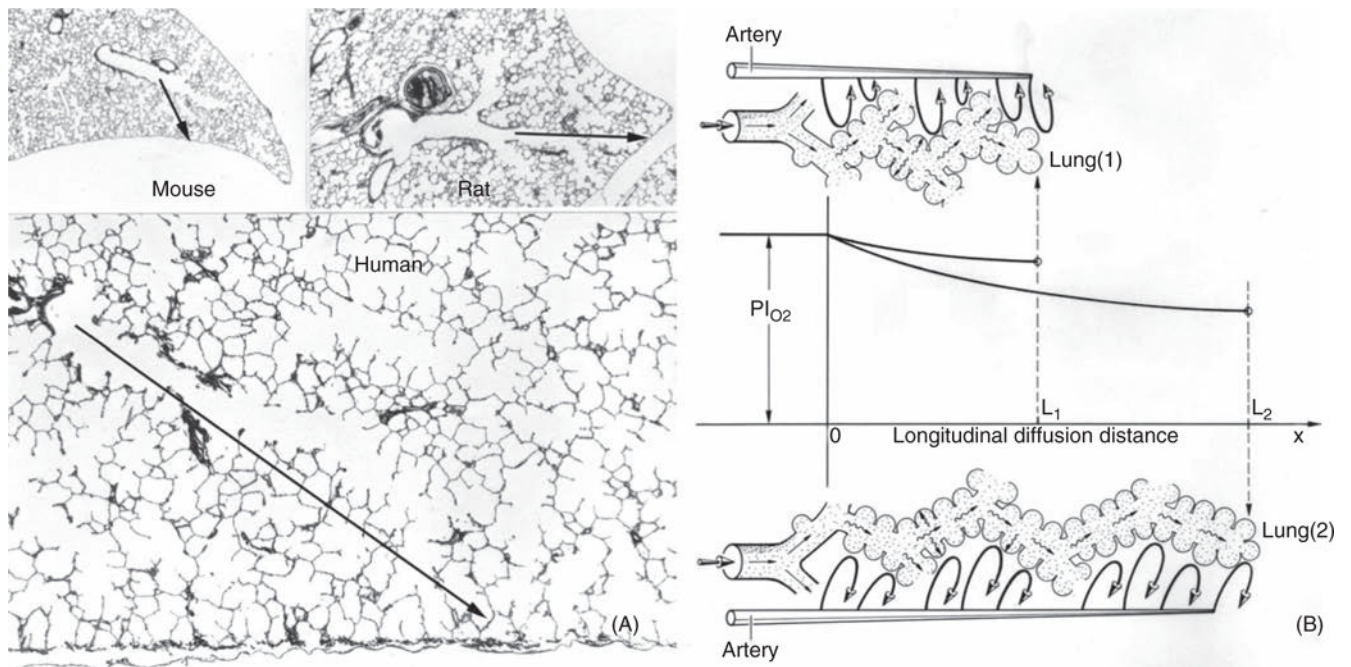 Mouse
Rat
Human
(A)
Artery
Lung(1)
PI O2
L1
0
Longitudinal diffusion distance
L2
x
Lung(2)
Artery
(B)